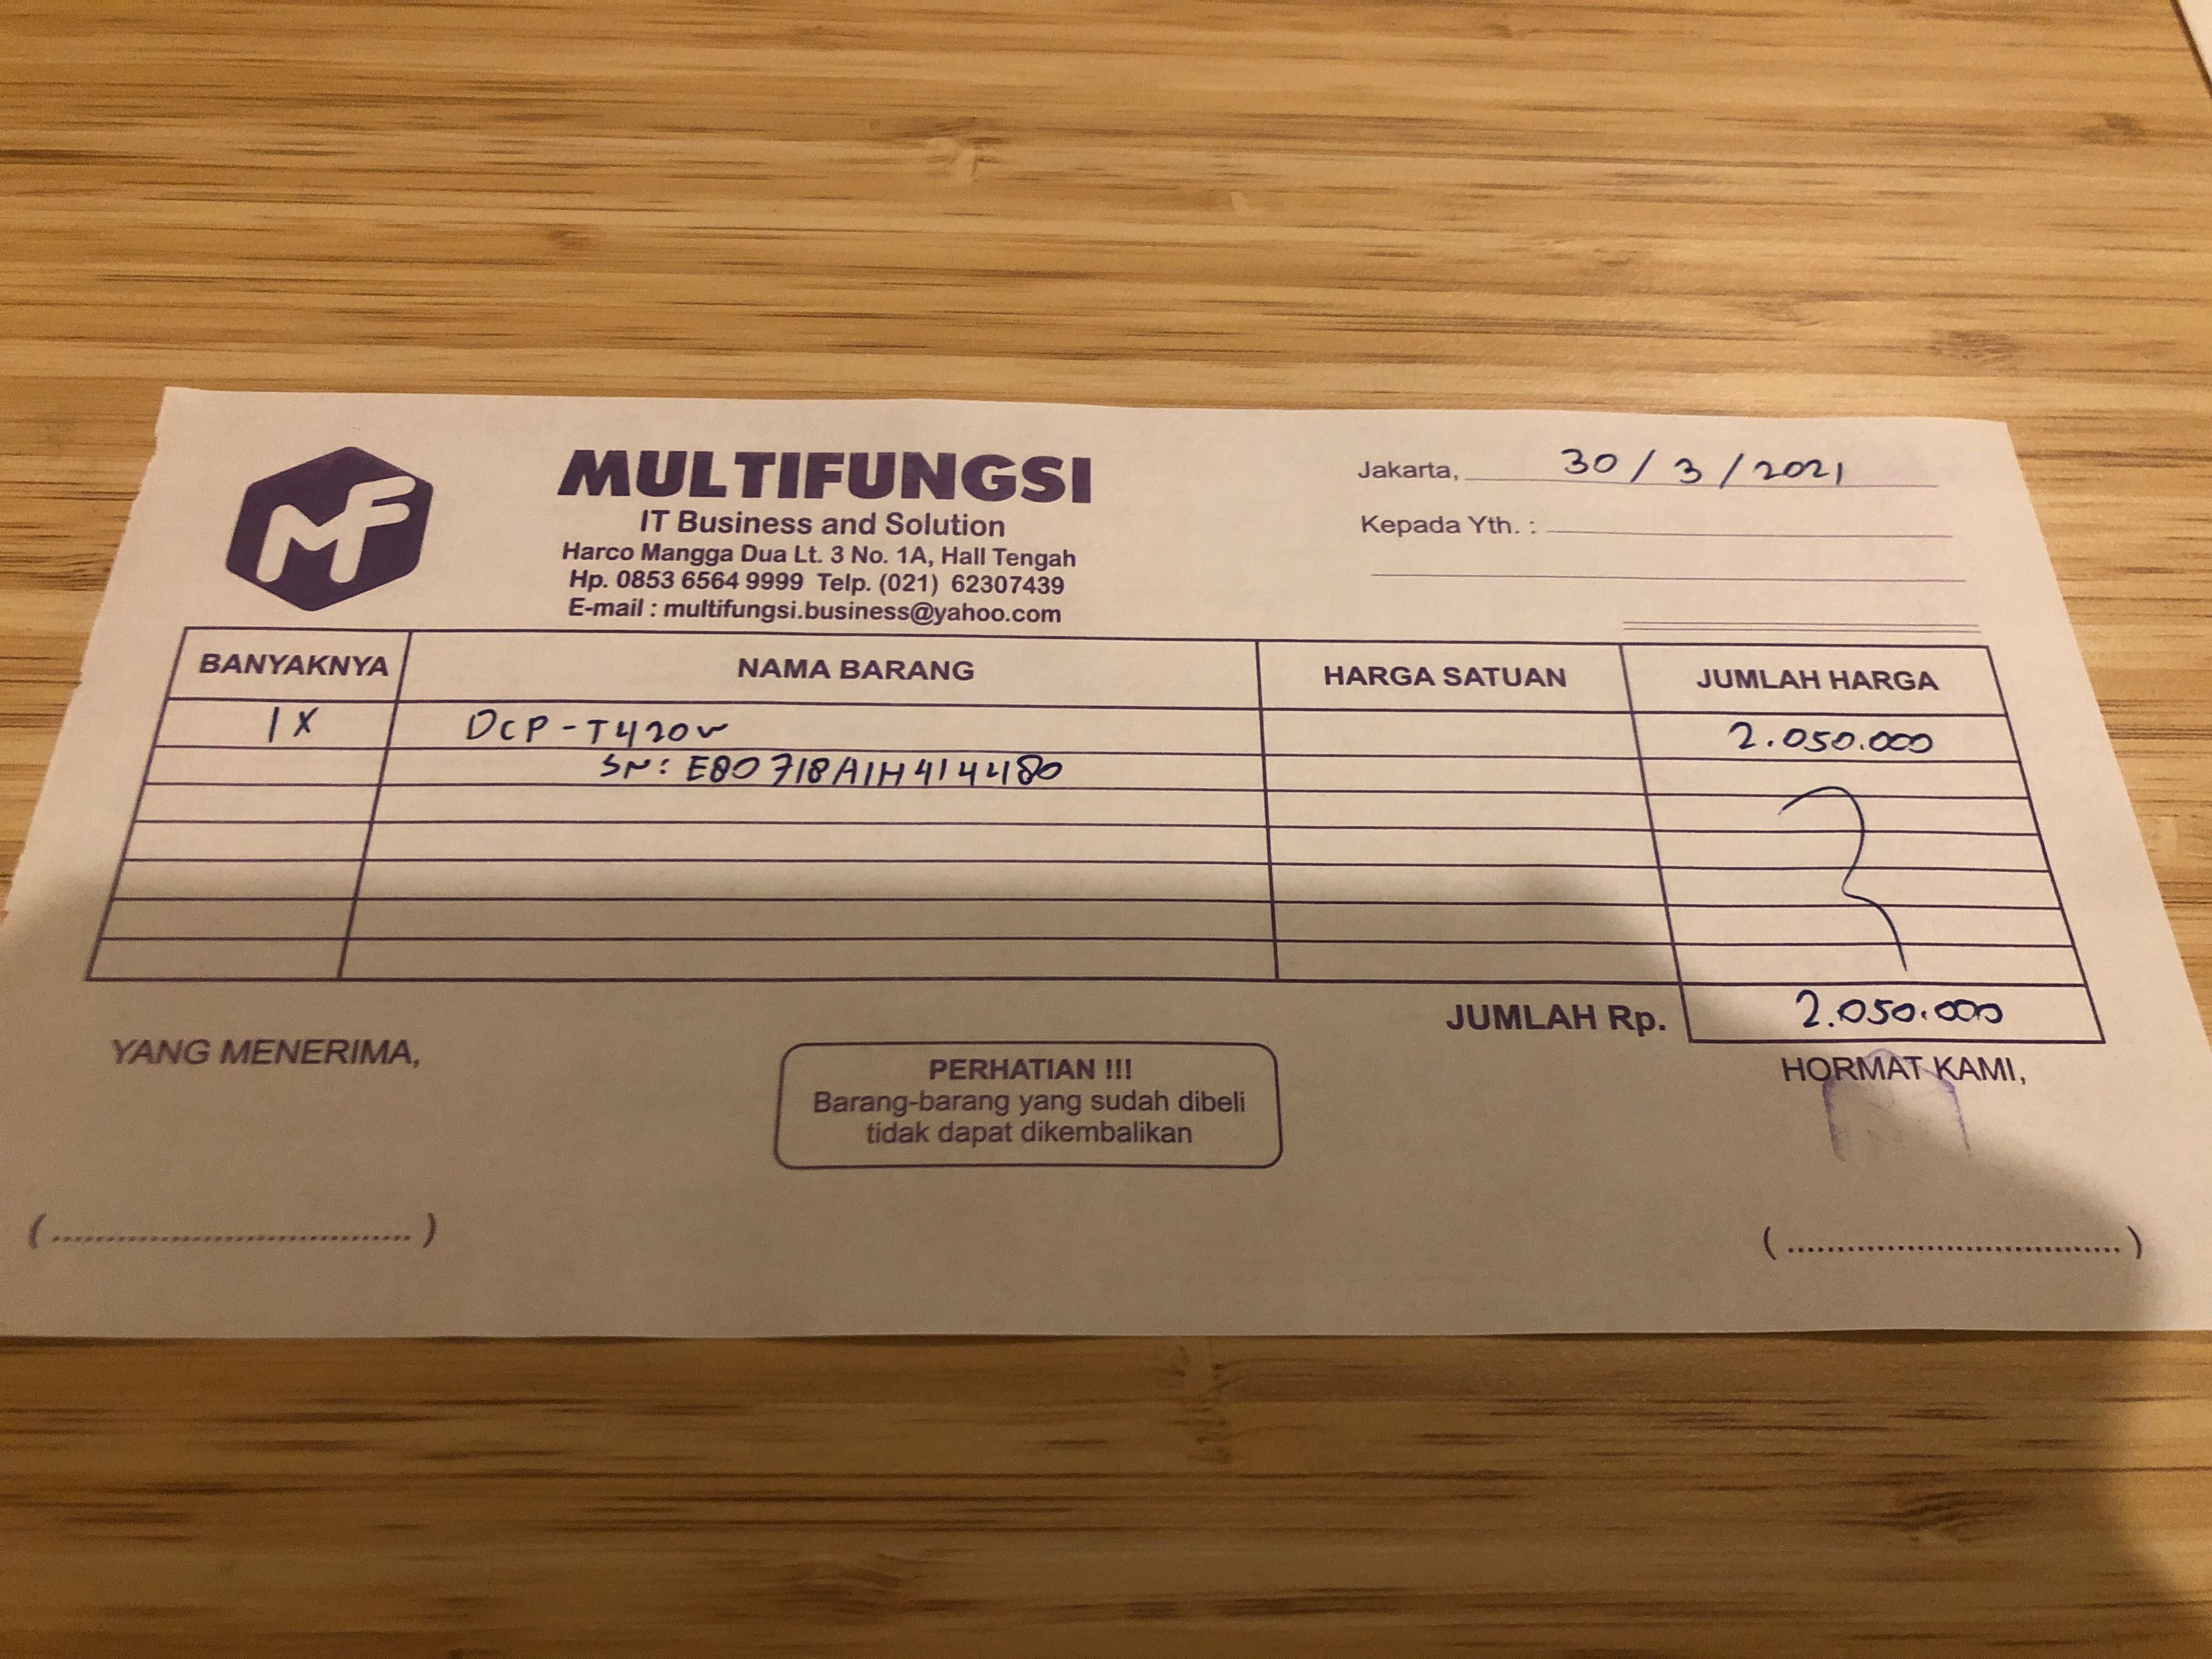 MF
MULTIFUNGSI
IT Business and Solution
Harco Mangga Dua Lt. 3 No. 1A, Hall Tengah
Hp. 0853 6564 9999 Telp. (021) 62307439
E-mail : multifungsi.business@yahoo.com
Jakarta, 30 / 3 / 2021
Kepada Yth. :
BANYAKNYA NAMA BARANG HARGA SATUAN JUMLAH HARGA
1 X DCP - T420W 2.050.000
SN: E80718A1H414480
JUMLAH Rp. 2.050.000
YANG MENERIMA,
PERHATIAN !!!
Barang-barang yang sudah dibeli
tidak dapat dikembalikan
HORMAT KAMI,
(....................................)
(....................................)